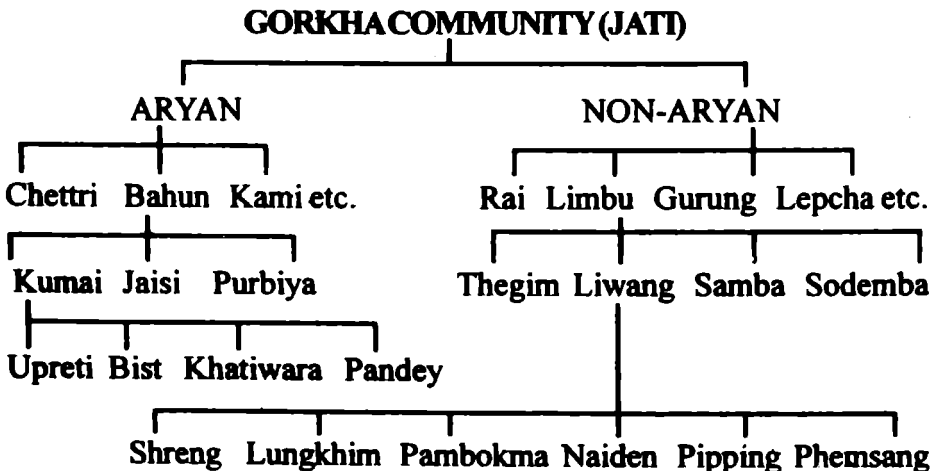 GORKHA COMMUNITY (JATI)
ARYAN NON-ARYAN
Chettri Bahun Kami etc. Rai Limbu Gurung Lepcha etc.
Kumai Jaisi Purbiya Thegim Liwang Samba Sodemba
Upreti Bist Khatiwara Pandey
Shreng Lungkhim Pambokma Naiden Pipping Phemsang